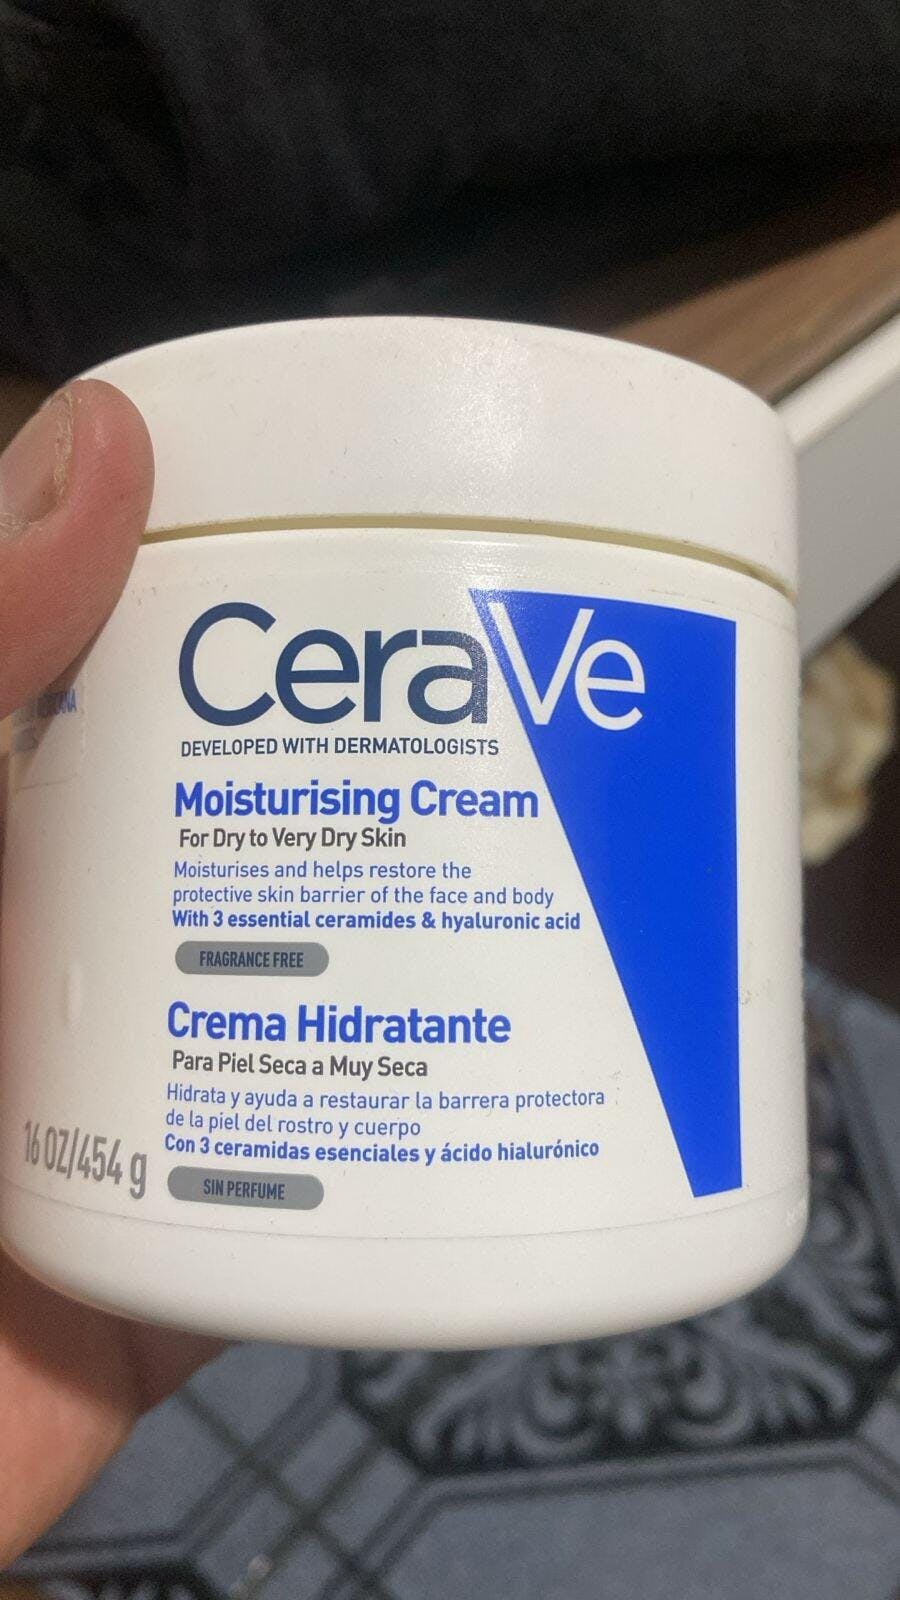 CeraVe
DEVELOPED WITH DERMATOLOGISTS
Moisturising Cream
For Dry to Very Dry Skin
Moisturises and helps restore the
protective skin barrier of the face and body
With 3 essential ceramides & hyaluronic acid
FRAGRANCE FREE
Crema Hidratante
Para Piel Seca a Muy Seca
Hidrata y ayuda a restaurar la barrera protectora
de la piel del rostro y cuerpo
Con 3 ceramidas esenciales y ácido hialurónico
SIN PERFUME
16 OZ/454 g